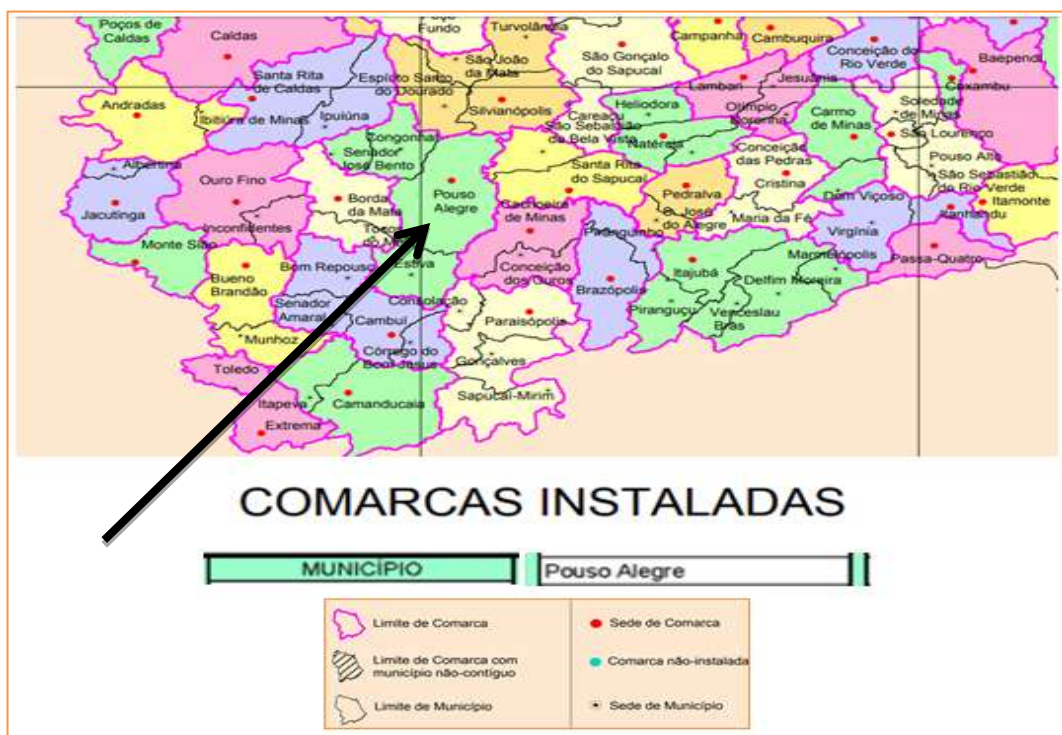 Poços de
Caldas
Caldas
Fundo
Turvolândia
Campanha
Cambuquira
Conceição do
Rio Verde
Baependi
São João
da Mata
São Gonçalo
do Sapucaí
Santa Rita
de Caldas
Espírito Santo
do Dourado
Lambari
Jesuânia
Caxambu
Andradas
Ibitiúra de Minas
Ipuiúna
Silvianópolis
Heliodora
Careaçu
Olímpio
Noronha
Carmo
de Minas
Soledade
de Minas
São Lourenço
Congonhal
São Sebastião
da Bela Vista
Natércia
Conceição
das Pedras
Senador
José Bento
Albertina
Ouro Fino
Santa Rita
do Sapucaí
Pouso Alto
São Sebastião
do Rio Verde
Jacutinga
Borda
da Mata
Pouso
Alegre
Cachoeira
de Minas
Pedralva
S. José
do Alegre
Cristina
Maria da Fé
Dom Viçoso
Itanhandu
Itamonte
Inconfidentes
Piranguinho
Virgínia
Monte Sião
Bueno
Brandão
Bom Repouso
Estiva
Conceição
dos Ouros
Itajubá
Marmelópolis
Passa-Quatro
Delfim Moreira
Senador
Amaral
Consolação
Brazópolis
Piranguçu
Venceslau
Brás
Munhoz
Cambuí
Córrego do
Bom Jesus
Paraisópolis
Gonçalves
Toledo
Itapeva
Camanducaia
Sapucaí-Mirim
Extrema
COMARCAS INSTALADAS
MUNICÍPIO Pouso Alegre
Limite de Comarca
Limite de Comarca com
município não-contíguo
Limite de Município
Sede de Comarca
Comarca não-instalada
Sede de Município